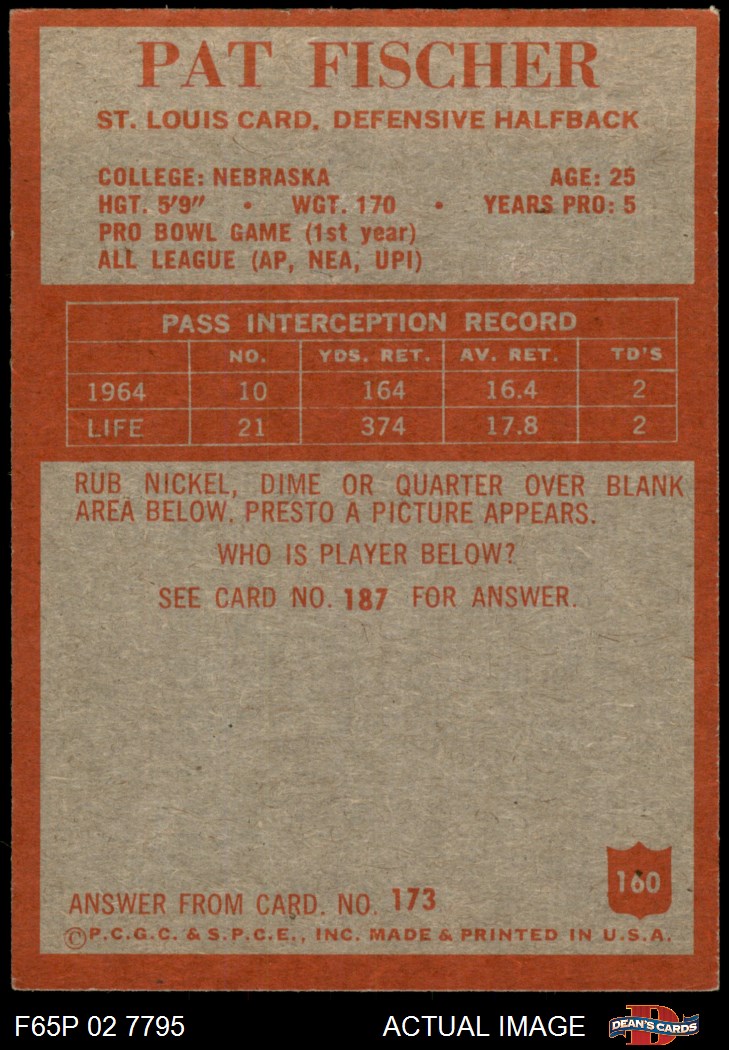 PAT FISCHER
ST. LOUIS CARD. DEFENSIVE HALFBACK
COLLEGE: NEBRASKA AGE: 25
HGT. 5'9" • WGT. 170 • YEARS PRO: 5
PRO BOWL GAME (1st year)
ALL LEAGUE (AP, NEA, UPI)
PASS INTERCEPTION RECORD
NO. YDS. RET. AV. RET. TD'S
1964 10 164 16.4 2
LIFE 21 374 17.8 2
RUB NICKEL, DIME OR QUARTER OVER BLANK
AREA BELOW. PRESTO A PICTURE APPEARS.
WHO IS PLAYER BELOW?
SEE CARD NO. 187 FOR ANSWER.
160
ANSWER FROM CARD. NO. 173
©P.C.G.C. & S.P.C.E., INC. MADE & PRINTED IN U.S.A.
F65P 02 7795 ACTUAL IMAGE DEAN'S CARDS